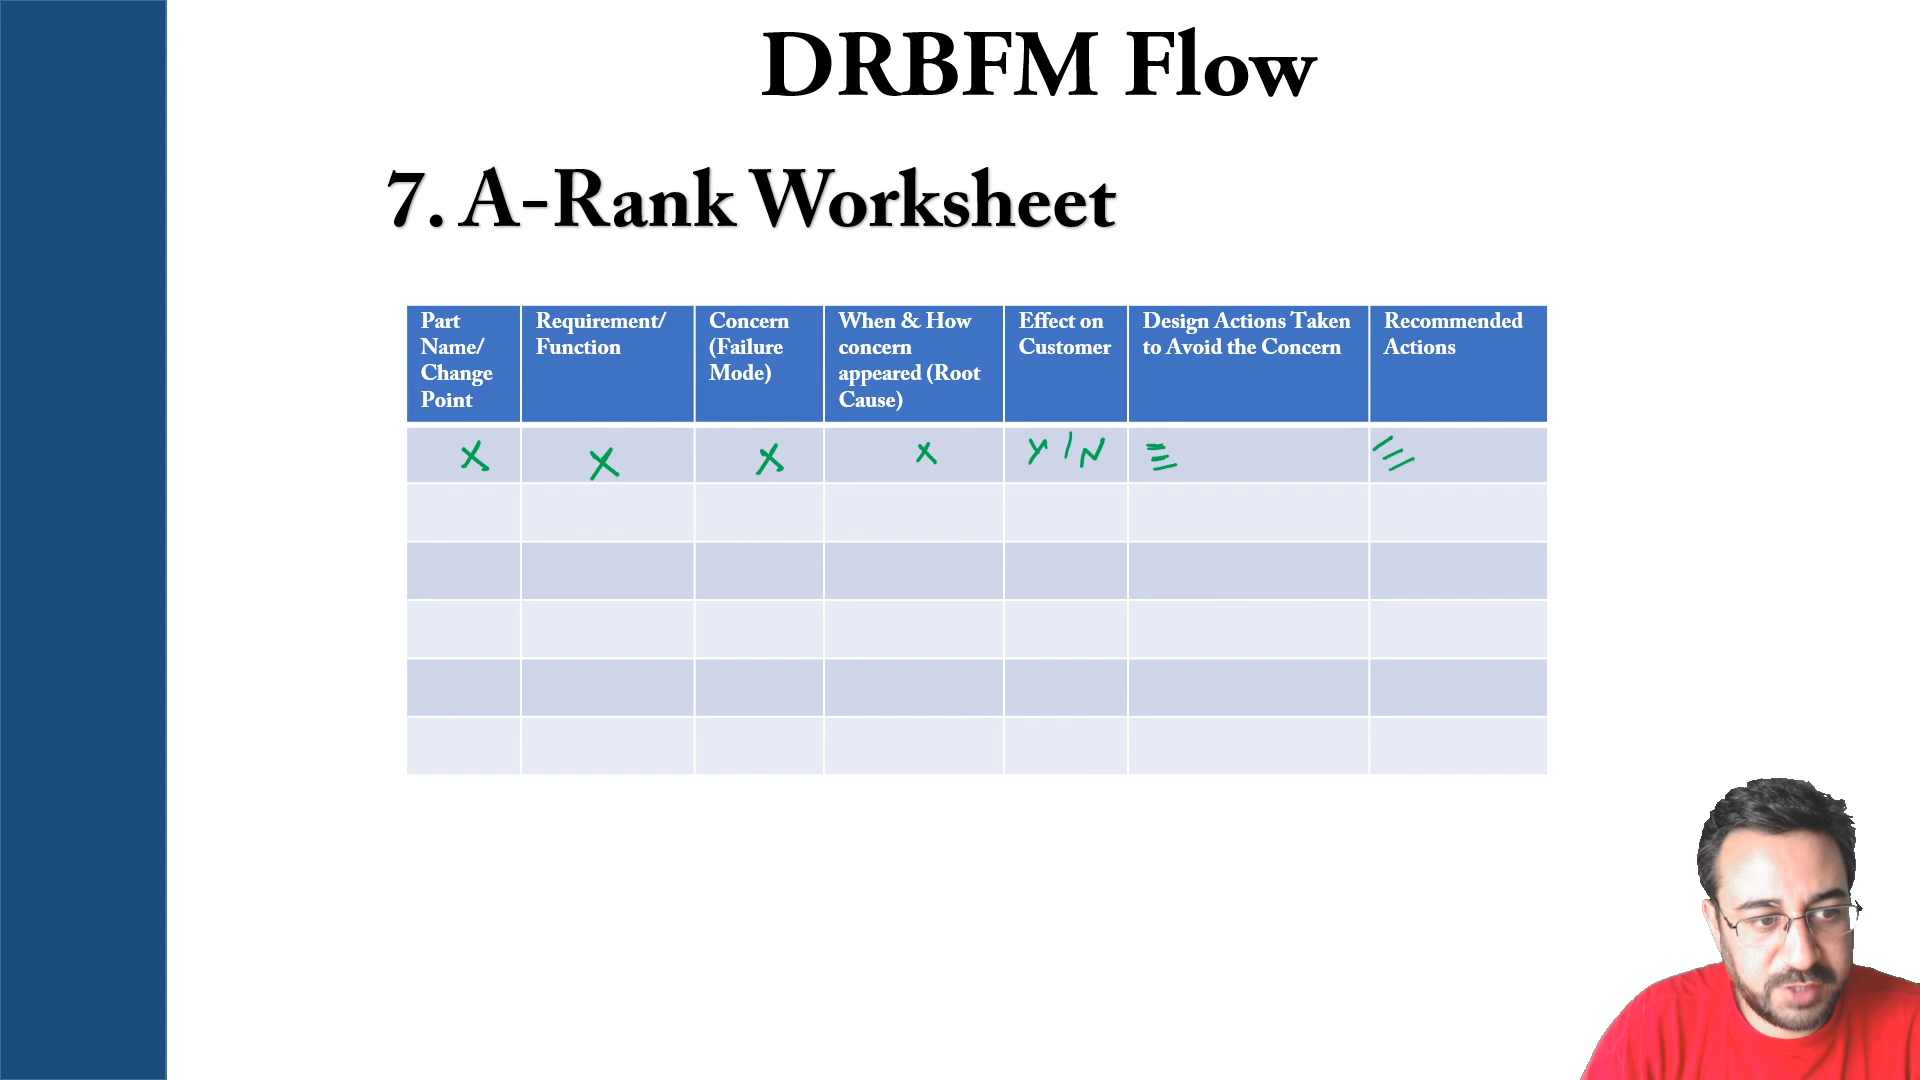 DRBFM Flow
7. A-Rank Worksheet
Part
Name/
Change
Point
Requirement/
Function
Concern
(Failure
Mode)
When & How
concern
appeared (Root
Cause)
Effect on
Customer
Design Actions Taken
to Avoid the Concern
Recommended
Actions
X
X
X
X
Y/N